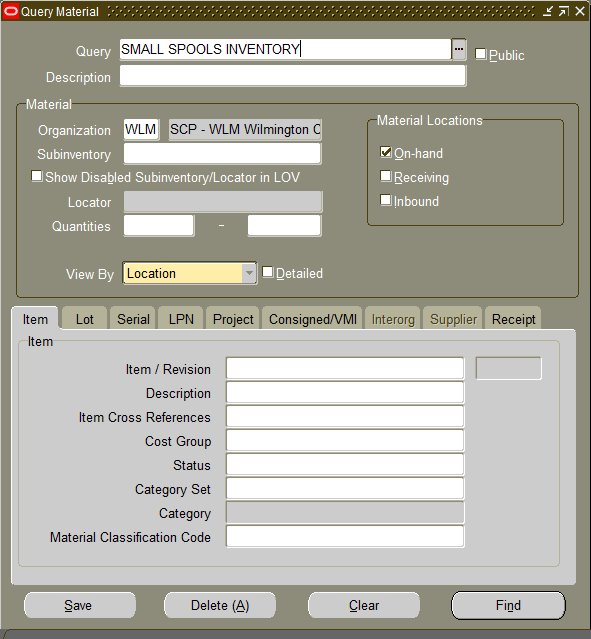 Query Material
Query SMALL SPOOLS INVENTORY ... Public
Description
Material
Organization WLM SCP - WLM Wilmington C
Subinventory
Show Disabled Subinventory/Locator in LOV
Locator
Quantities -
View By Location Detailed
Material Locations
On-hand
Receiving
Inbound
Item Lot Serial LPN Project Consigned/VMI Interorg Supplier Receipt
Item
Item / Revision
Description
Item Cross References
Cost Group
Status
Category Set
Category
Material Classification Code
Save Delete (A) Clear Find